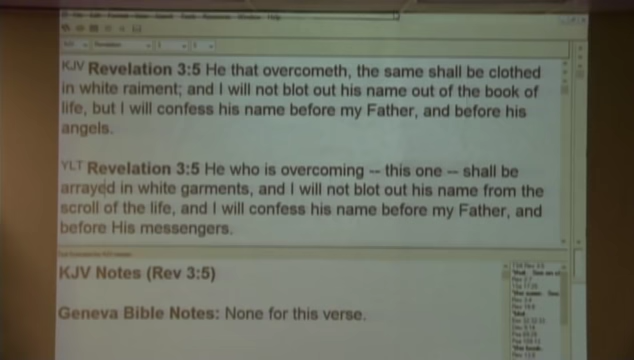 KJV Revelation 3:5 He that overcometh, the same shall be clothed
in white raiment; and I will not blot out his name out of the book of
life, but I will confess his name before my Father, and before his
angels.
YLT Revelation 3:5 He who is overcoming -- this one -- shall be
arrayed in white garments, and I will not blot out his name from the
scroll of the life, and I will confess his name before my Father, and
before His messengers.
KJV Notes (Rev 3:5)
Geneva Bible Notes: None for this verse.